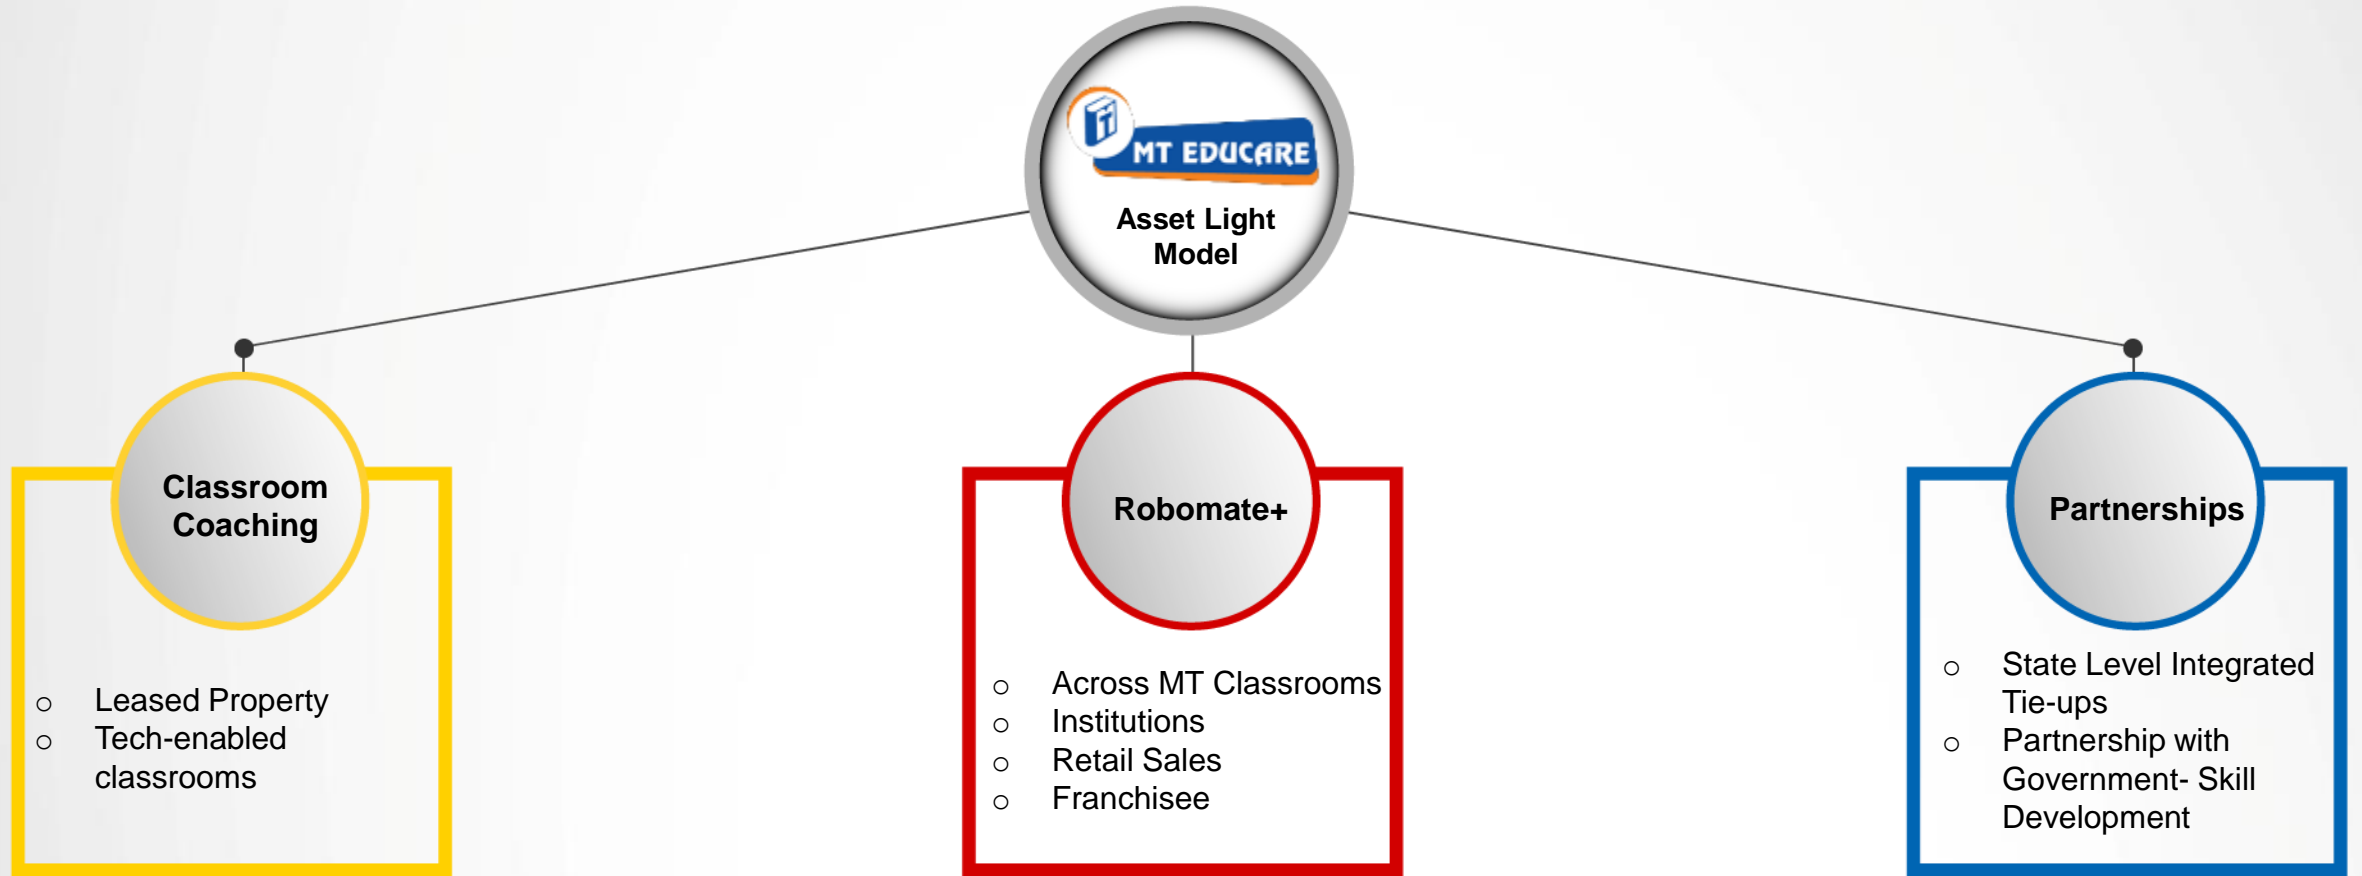 MT EDUCARE
Asset Light
Model
Classroom
Coaching
o Leased Property
o Tech-enabled
classrooms
Robomate+
o Across MT Classrooms
o Institutions
o Retail Sales
o Franchisee
Partnerships
o State Level Integrated
Tie-ups
o Partnership with
Government- Skill
Development